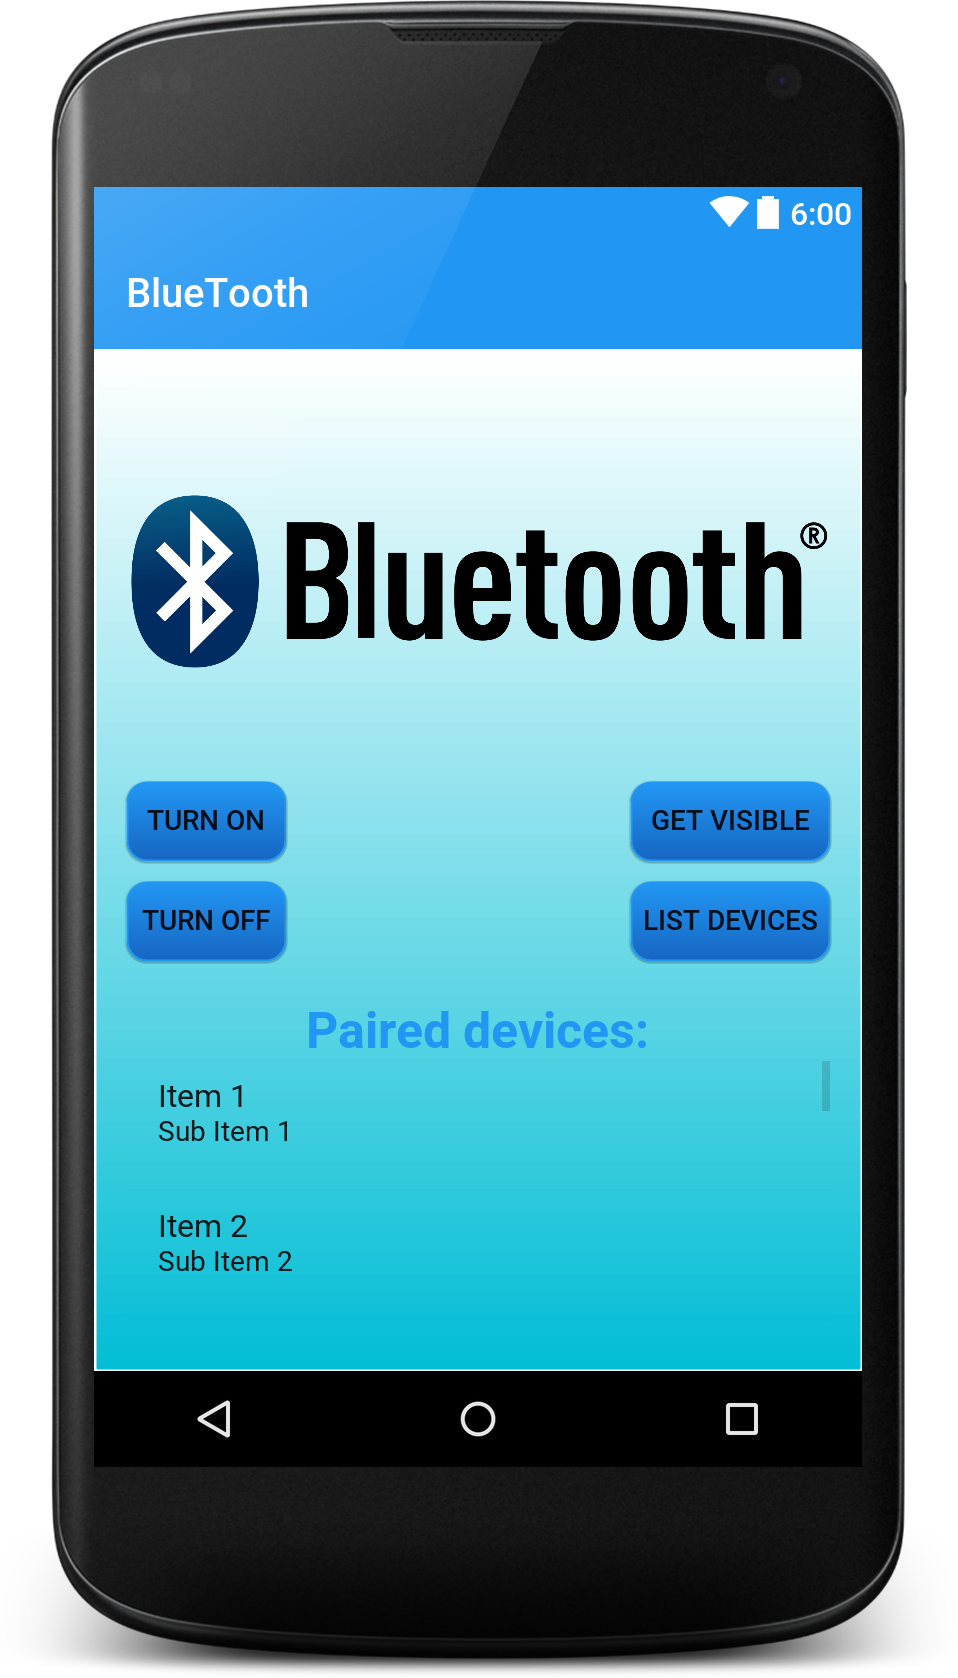 6:00
BlueTooth
Bluetooth®
TURN ON
GET VISIBLE
TURN OFF
LIST DEVICES
Paired devices:
Item 1
Sub Item 1
Item 2
Sub Item 2